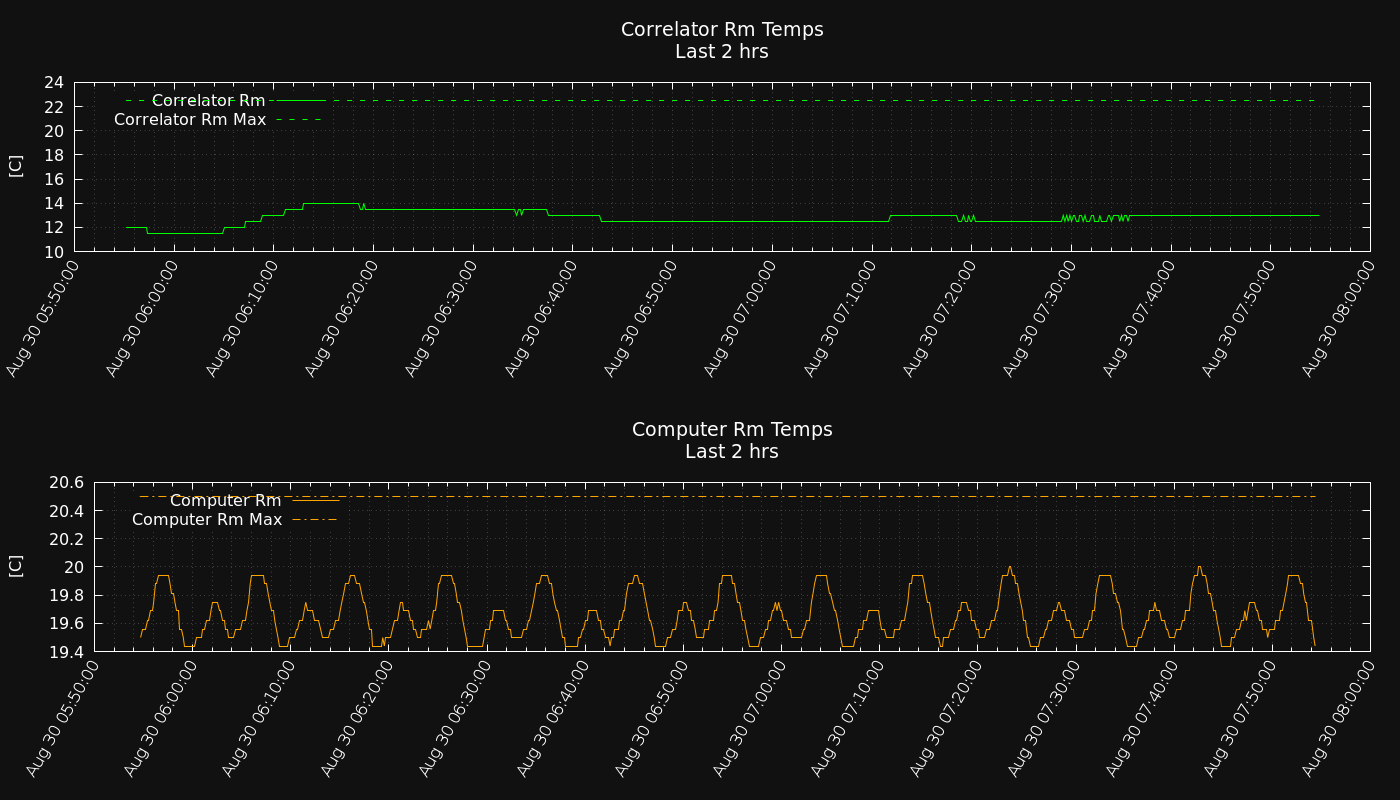 Correlator Rm Temps
Last 2 hrs
24
22
20
18
16
14
12
10
[C]
Correlator Rm
Correlator Rm Max
Aug 30 05:50:00
Aug 30 06:00:00
Aug 30 06:10:00
Aug 30 06:20:00
Aug 30 06:30:00
Aug 30 06:40:00
Aug 30 06:50:00
Aug 30 07:00:00
Aug 30 07:10:00
Aug 30 07:20:00
Aug 30 07:30:00
Aug 30 07:40:00
Aug 30 07:50:00
Aug 30 08:00:00
Computer Rm Temps
Last 2 hrs
20.6
20.4
20.2
20
19.8
19.6
19.4
[C]
Computer Rm
Computer Rm Max
Aug 30 05:50:00
Aug 30 06:00:00
Aug 30 06:10:00
Aug 30 06:20:00
Aug 30 06:30:00
Aug 30 06:40:00
Aug 30 06:50:00
Aug 30 07:00:00
Aug 30 07:10:00
Aug 30 07:20:00
Aug 30 07:30:00
Aug 30 07:40:00
Aug 30 07:50:00
Aug 30 08:00:00